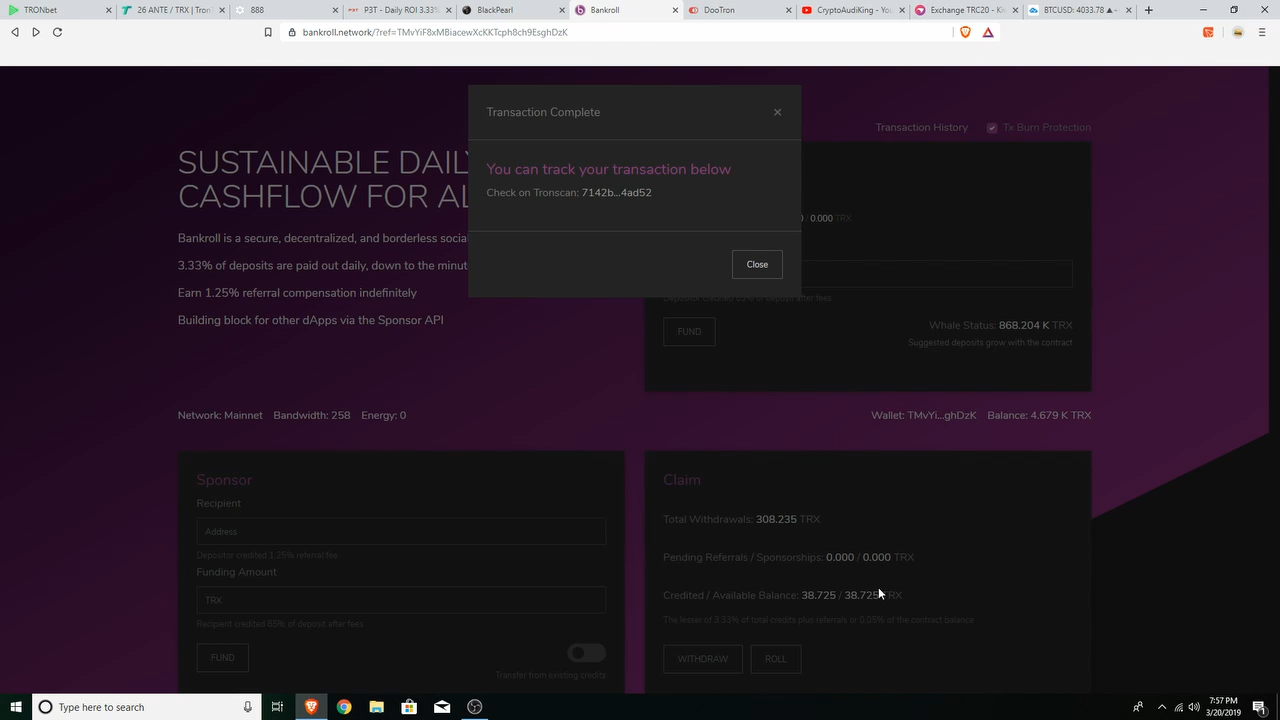 TRONbet
26 ANTE / TRX | Tron
888
P3T - Daily ROI 3.33%
BlackPearl
Bankroll
DooTron
CryptoAudiKing - You
Exchange TRC20 - Ki
BTCUSD: 4033.78 ▲
bankroll.network/?ref=TMvYiF8xMBiacewXcKKTcph8ch9EsghDzK
Transaction Complete
You can track your transaction below
Check on Tronscan: 7142b...4ad52
Close
Transaction History
Tx Burn Protection
SUSTAINABLE DAIL
CASHFLOW FOR AL
Bankroll is a secure, decentralized, and borderless social
3.33% of deposits are paid out daily, down to the minut
Earn 1.25% referral compensation indefinitely
Building block for other dApps via the Sponsor API
/ 0.000 TRX
FUND
Whale Status: 868.204 K TRX
Suggested deposits grow with the contract
Network: Mainnet Bandwidth: 258 Energy: 0
Wallet: TMvYi...ghDzK Balance: 4.679 K TRX
Sponsor
Recipient
Address
Depositor credited 1.25% referral fee
Funding Amount
TRX
Recipient credited 85% of deposit after fees
FUND
Transfer from existing credits
Claim
Total Withdrawals: 308.235 TRX
Pending Referrals / Sponsorships: 0.000 / 0.000 TRX
Credited / Available Balance: 38.725 / 38.725 TRX
The lesser of 3.33% of total credits plus referrals or 0.05% of the contract balance
WITHDRAW
ROLL
Type here to search
7:57 PM
3/20/2019